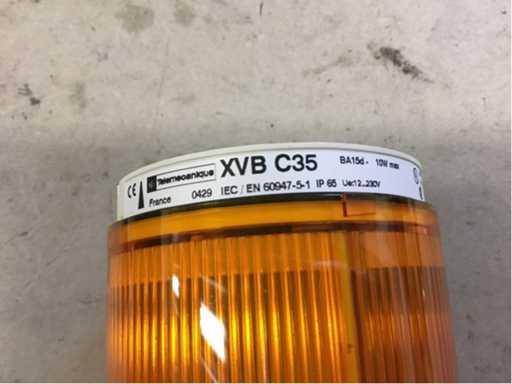 CE Telemecanique XVB C35 BA15d - 10W max
France 0429 IEC / EN 60947-5-1 IP 65 Ue:12...230V